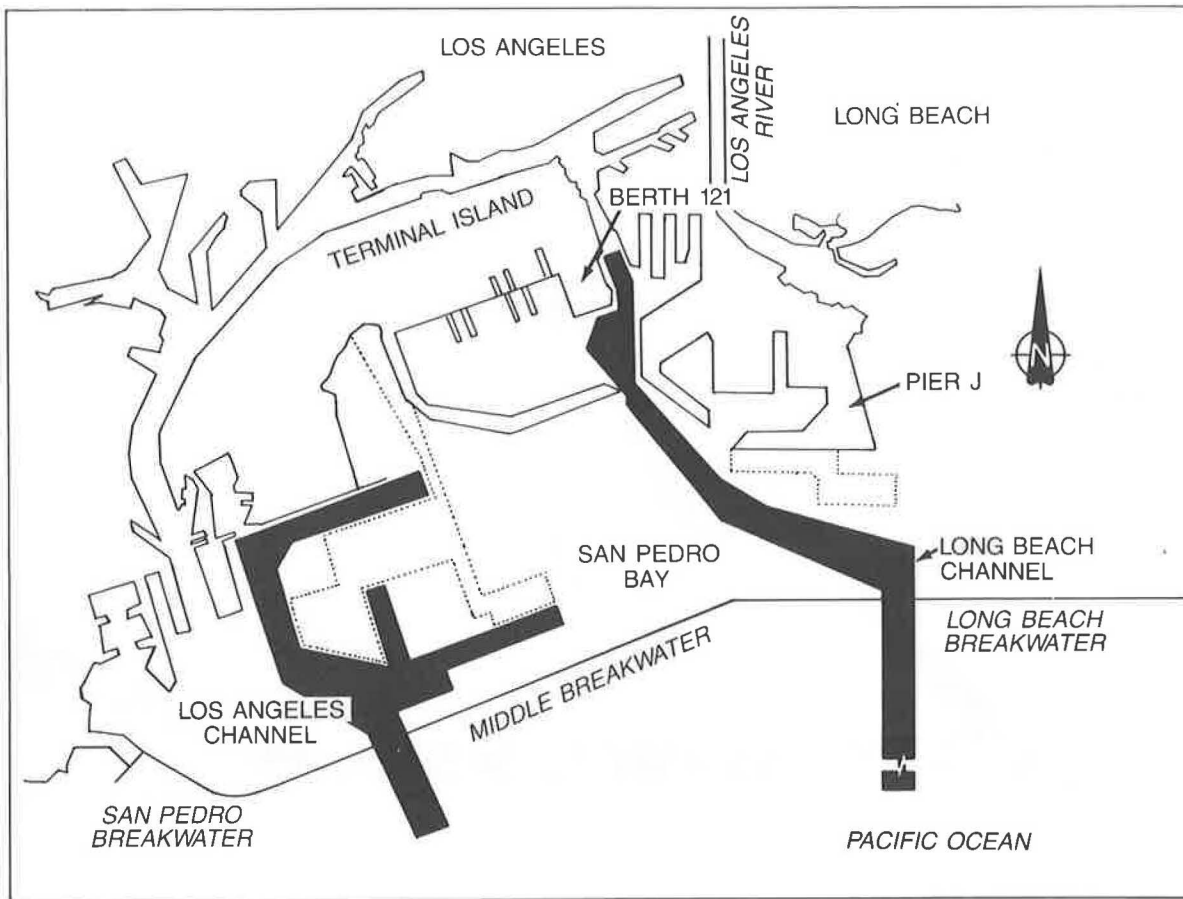 LOS ANGELES
LOS ANGELES
RIVER
LONG BEACH
BERTH 121
TERMINAL ISLAND
N
PIER J
SAN PEDRO
BAY
LONG BEACH
CHANNEL
LONG BEACH
BREAKWATER
MIDDLE BREAKWATER
LOS ANGELES
CHANNEL
SAN PEDRO
BREAKWATER
PACIFIC OCEAN